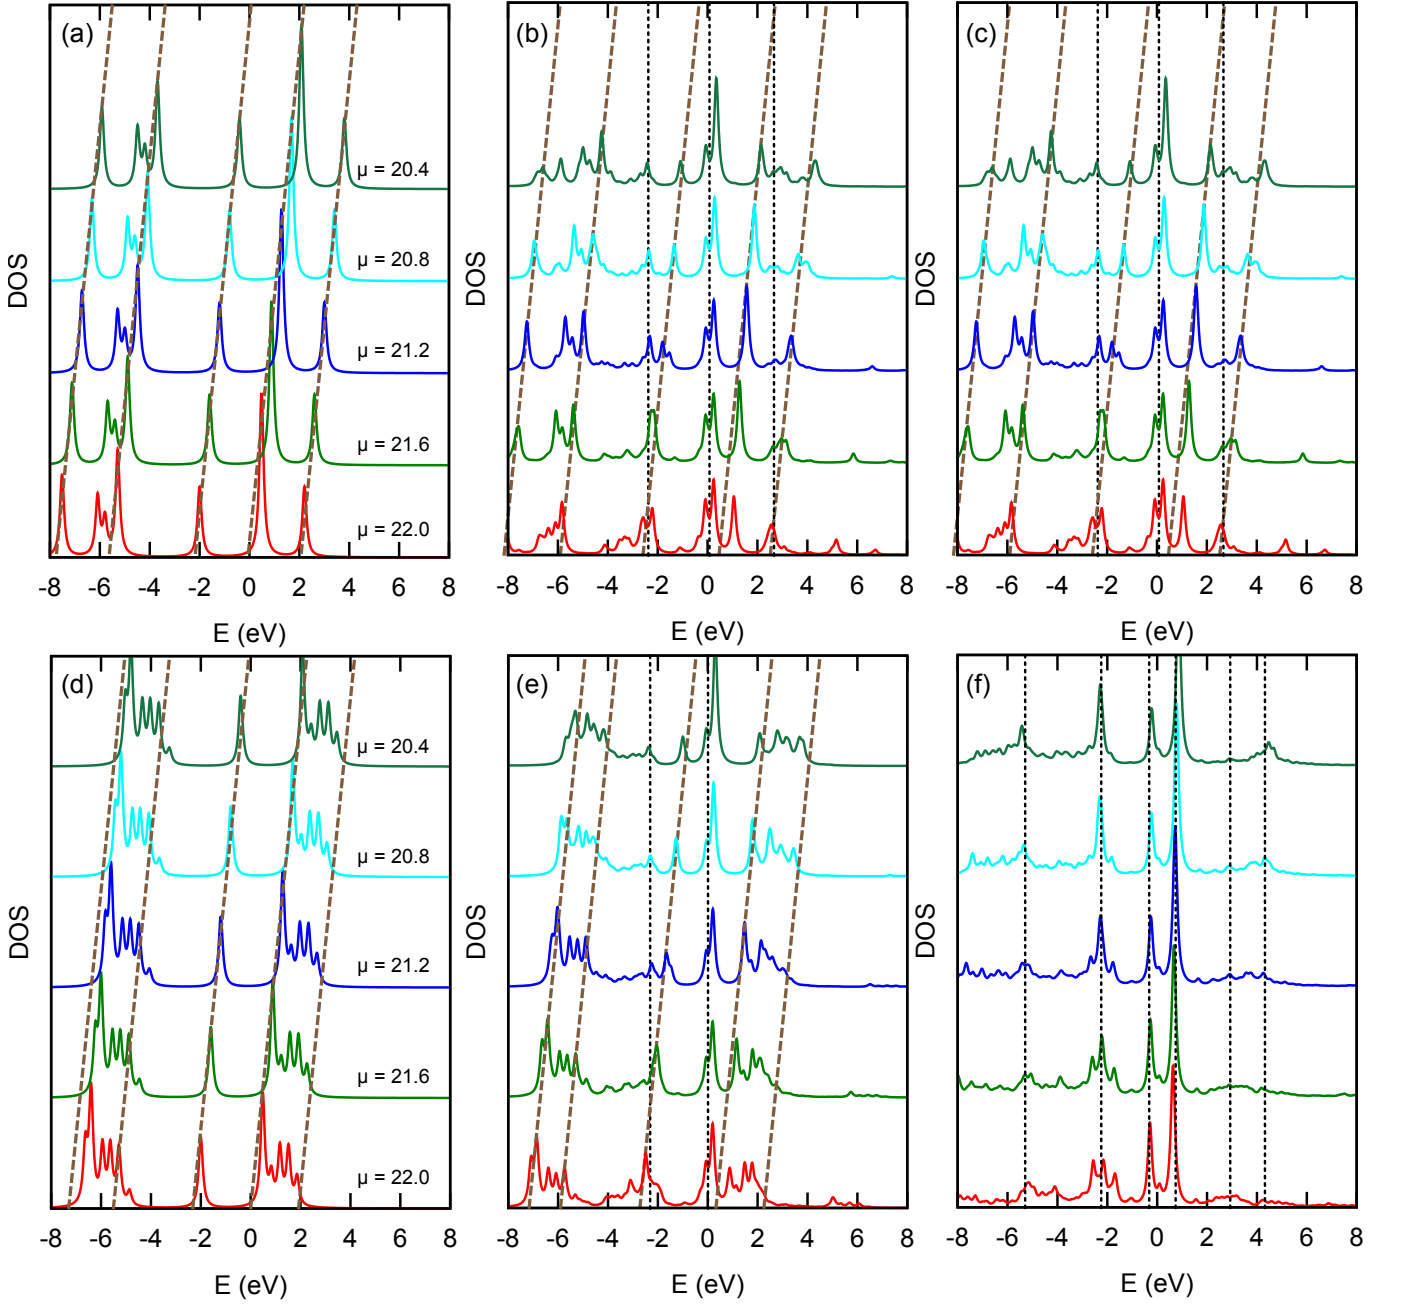 (a)
μ = 20.4
μ = 20.8
μ = 21.2
μ = 21.6
μ = 22.0
DOS
-8 -6 -4 -2 0 2 4 6 8
E (eV)
(b)
DOS
-8 -6 -4 -2 0 2 4 6 8
E (eV)
(c)
DOS
-8 -6 -4 -2 0 2 4 6 8
E (eV)
(d)
μ = 20.4
μ = 20.8
μ = 21.2
μ = 21.6
μ = 22.0
DOS
-8 -6 -4 -2 0 2 4 6 8
E (eV)
(e)
DOS
-8 -6 -4 -2 0 2 4 6 8
E (eV)
(f)
DOS
-8 -6 -4 -2 0 2 4 6 8
E (eV)